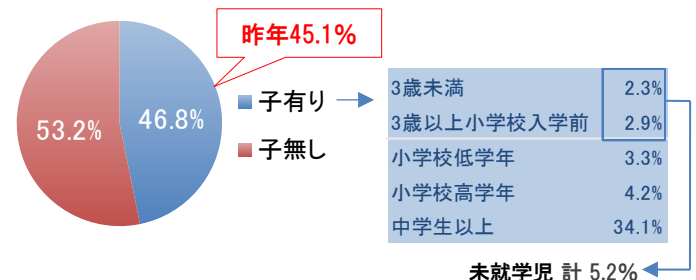 昨年45.1%
53.2%
46.8%
子有り
子無し
3歳未満 2.3%
3歳以上小学校入学前 2.9%
小学校低学年 3.3%
小学校高学年 4.2%
中学生以上 34.1%
未就学児 計 5.2%